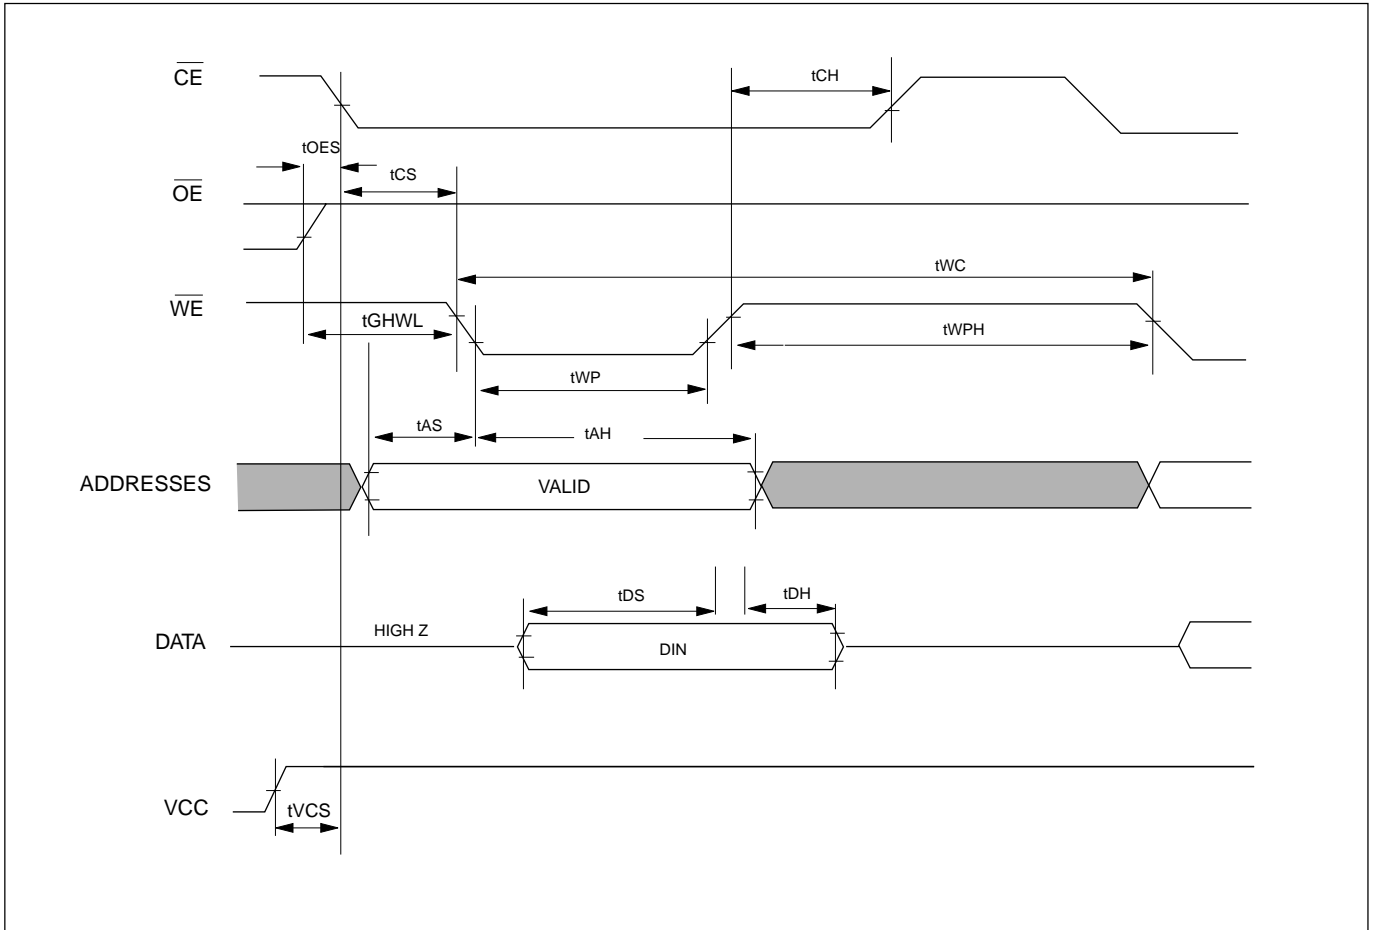 CE
tCH
tOES
tCS
OE
tWC
WE
tGHWL
tWPH
tWP
tAS
tAH
ADDRESSES
VALID
tDS
tDH
HIGH Z
DATA
DIN
VCC
tVCS